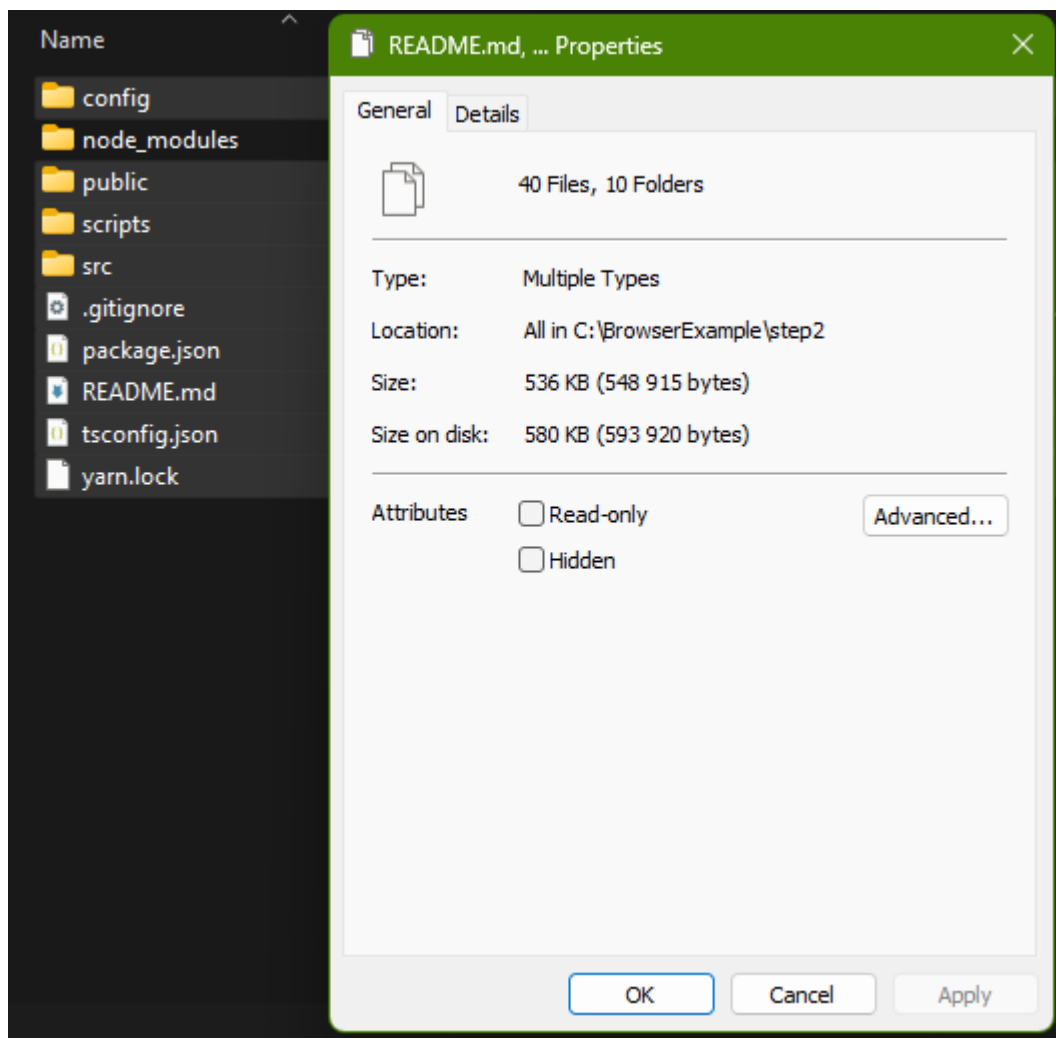 Name
config
node_modules
public
scripts
src
.gitignore
package.json
README.md
tsconfig.json
yarn.lock
README.md, ... Properties
General Details
40 Files, 10 Folders
Type: Multiple Types
Location: All in C:\BrowserExample\step2
Size: 536 KB (548 915 bytes)
Size on disk: 580 KB (593 920 bytes)
Attributes Read-only Advanced...
Hidden
OK Cancel Apply